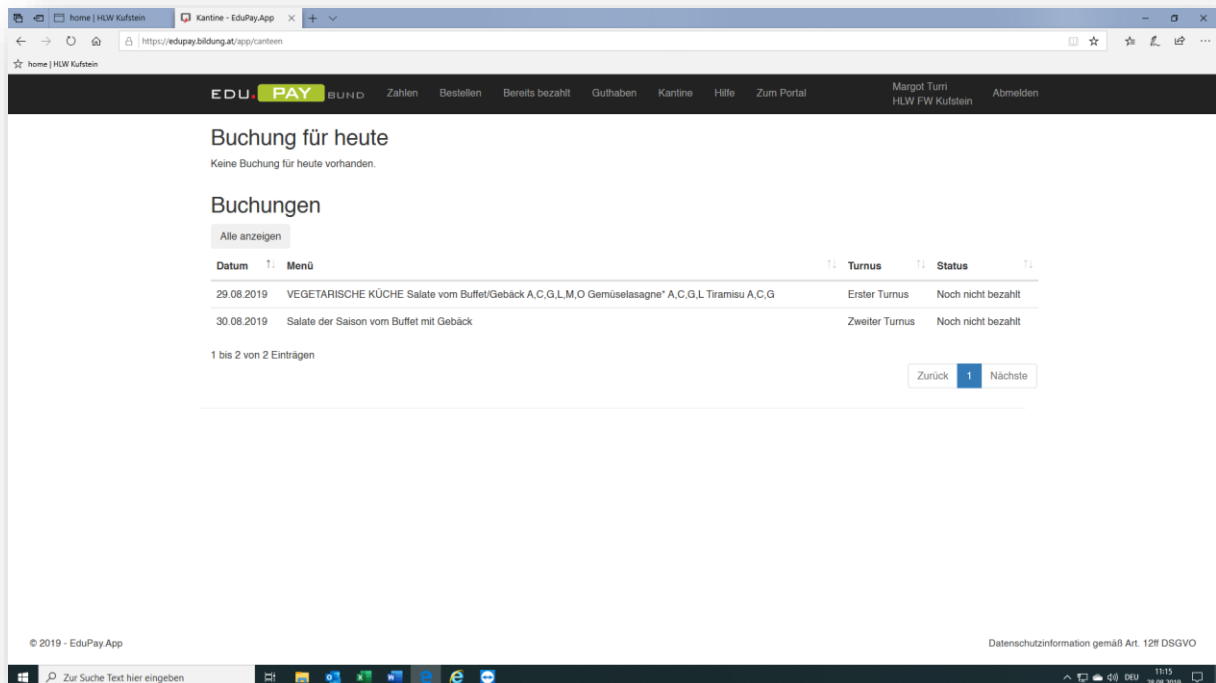 home | HLW Kufstein
Kantine - EduPay.App
https://edupay.bildung.at/app/canteen
home | HLW Kufstein
EDU. PAY BUND Zahlen Bestellen Bereits bezahlt Guthaben Kantine Hilfe Zum Portal Margot Turri Abmelden
HLW FW Kufstein
Buchung für heute
Keine Buchung für heute vorhanden.
Buchungen
Alle anzeigen
Datum Menü Turnus Status
29.08.2019 VEGETARISCHE KÜCHE Salate vom Buffet/Gebäck A,C,G,L,M,O Gemüselasagne* A,C,G,L Tiramisu A,C,G Erster Turnus Noch nicht bezahlt
30.08.2019 Salate der Saison vom Buffet mit Gebäck Zweiter Turnus Noch nicht bezahlt
1 bis 2 von 2 Einträgen
Zurück 1 Nächste
© 2019 - EduPay.App Datenschutzinformation gemäß Art. 12ff DSGVO
Zur Suche Text hier eingeben DEU 11:15
28.08.2019